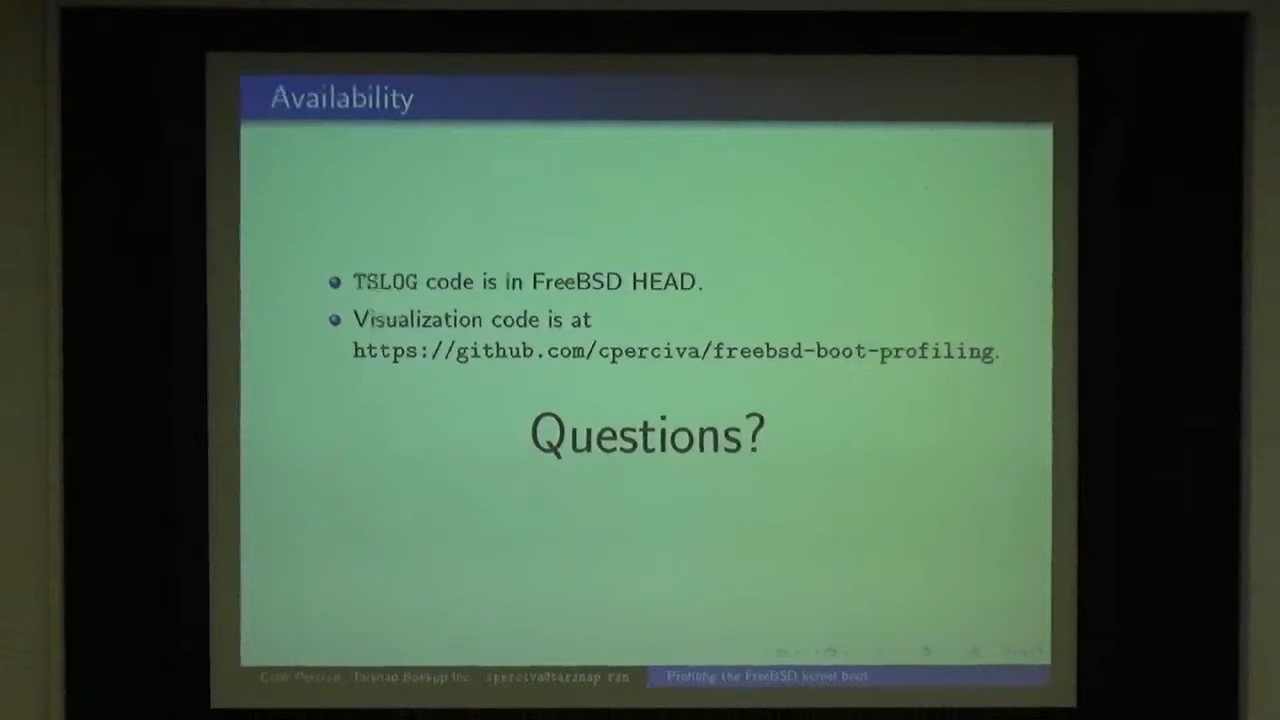 Availability
TSLOG code is in FreeBSD HEAD.
Visualization code is at
https://github.com/cperciva/freebsd-boot-profiling.
Questions?
Colin Percival Tarsnap Backup Inc. cperciva@tarsnap.com
Profiling the FreeBSD kernel boot